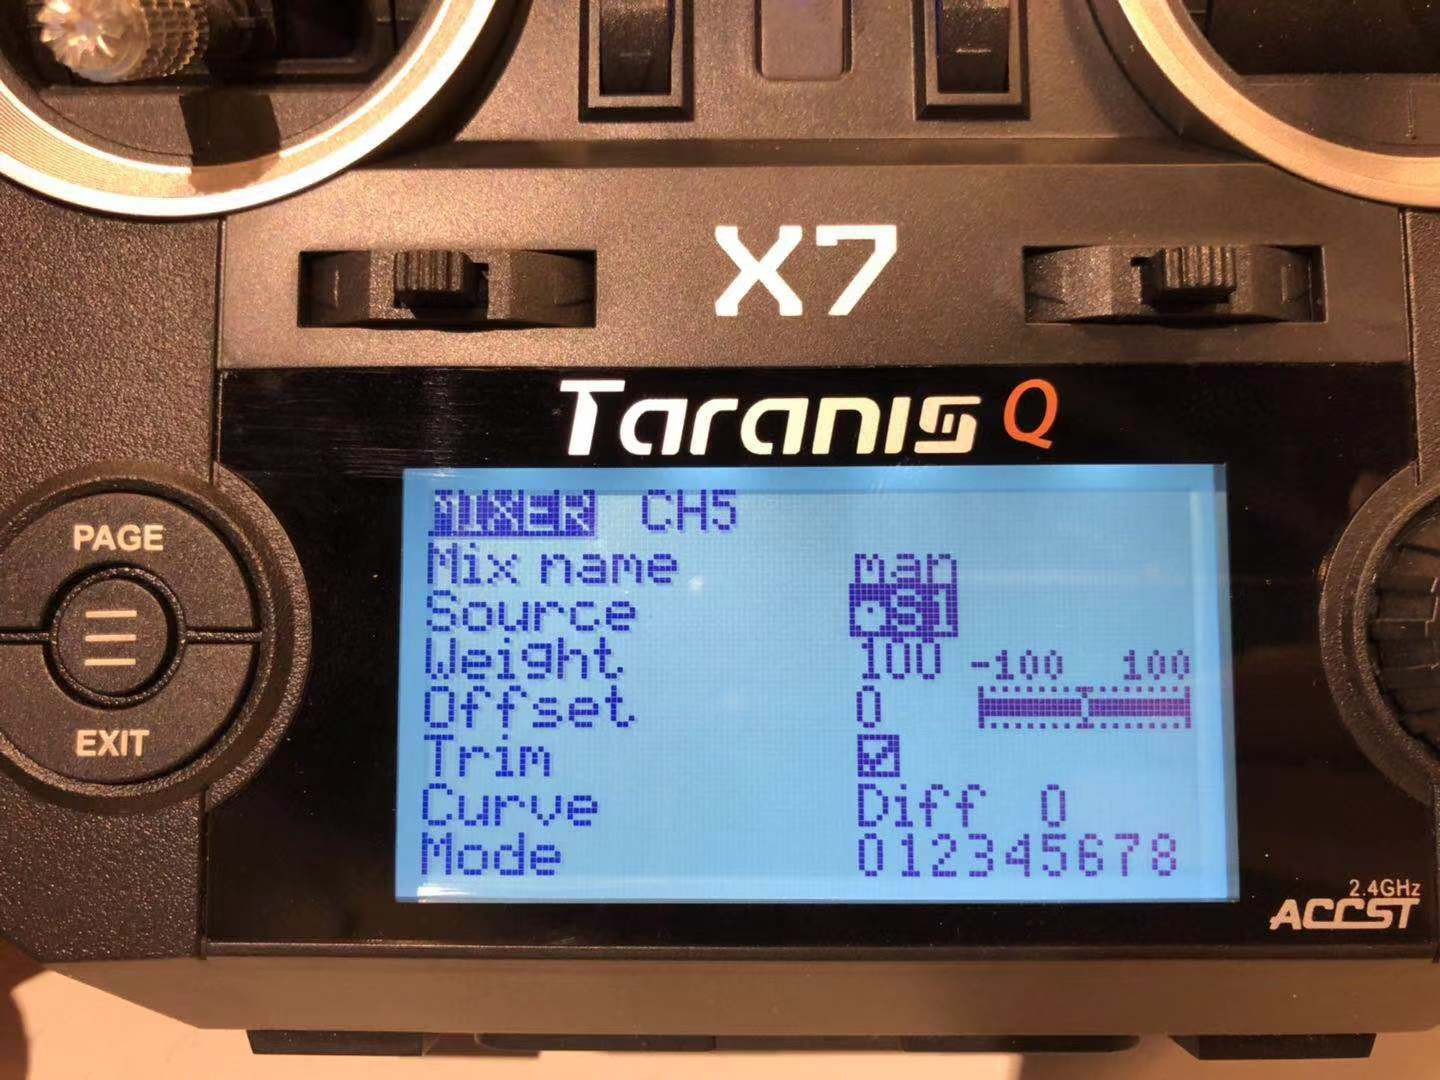 X7
Taranis Q
PAGE
EXIT
MIXER CH5
Mix name man
Source S1
Weight 100 -100 100
Offset 0
Trim
Curve Diff 0
Mode 012345678
2.4GHz
ACCST